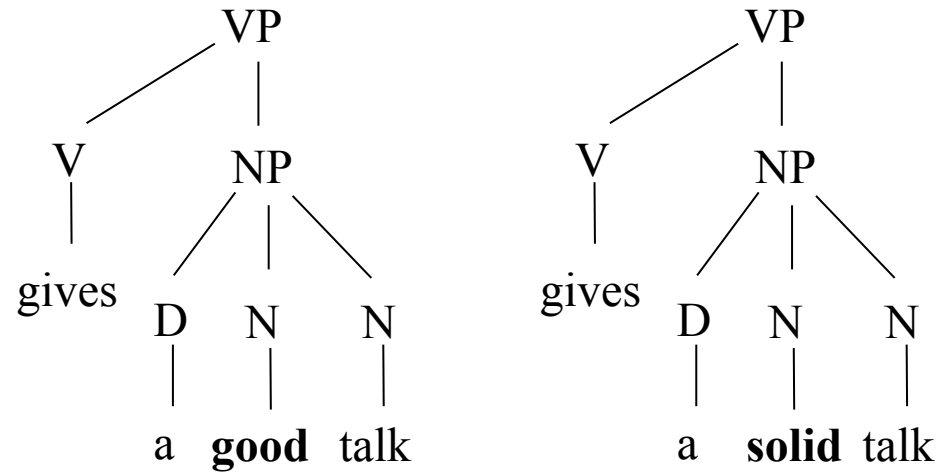 VP VP
V NP V NP
gives gives
D N N D N N
a good talk a solid talk